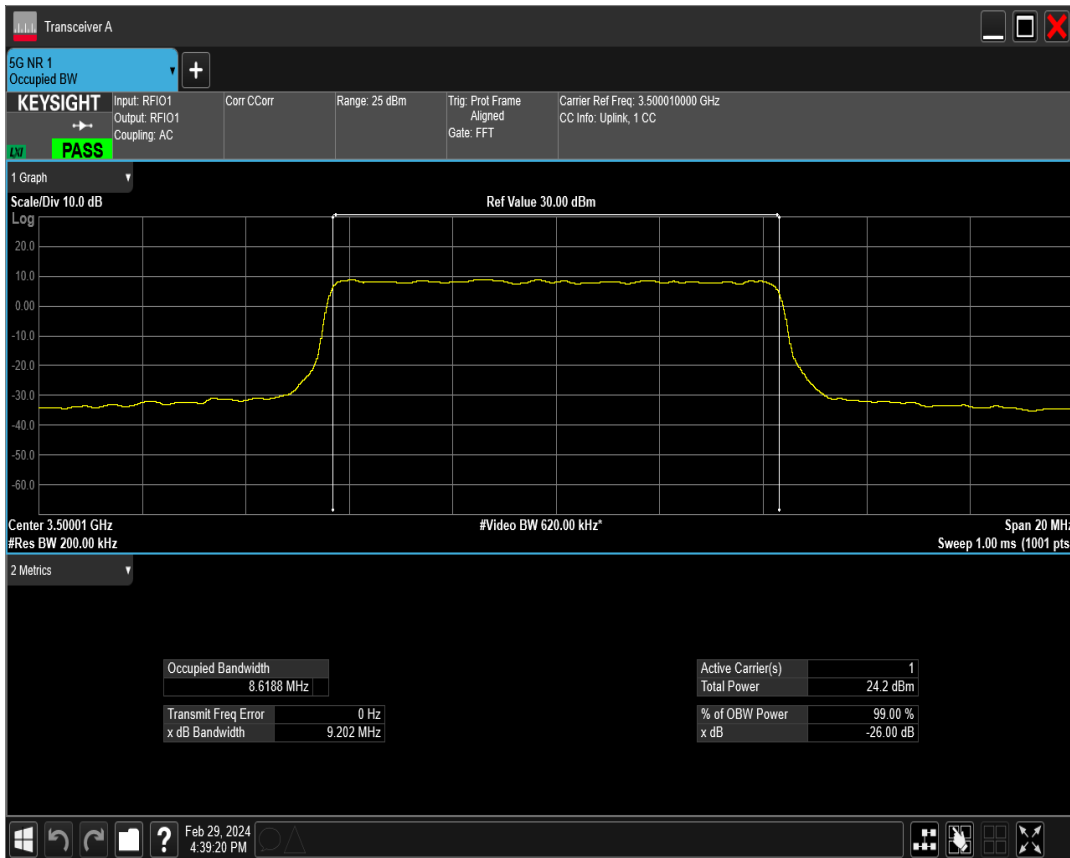 Transceiver A
5G NR 1
Occupied BW
+
KEYSIGHT
Input: RFIO1
Output: RFIO1
Coupling: AC
Corr CCorr
Range: 25 dBm
Trig: Prot Frame
Aligned
Gate: FFT
Carrier Ref Freq: 3.500010000 GHz
CC Info: Uplink, 1 CC
LXI
PASS
1 Graph
Scale/Div 10.0 dB
Ref Value 30.00 dBm
Log
20.0
10.0
0.00
-10.0
-20.0
-30.0
-40.0
-50.0
-60.0
Center 3.50001 GHz
#Video BW 620.00 kHz*
Span 20 MHz
#Res BW 200.00 kHz
Sweep 1.00 ms (1001 pts
2 Metrics
Occupied Bandwidth
8.6188 MHz
Transmit Freq Error 0 Hz
x dB Bandwidth 9.202 MHz
Active Carrier(s) 1
Total Power 24.2 dBm
% of OBW Power 99.00 %
x dB -26.00 dB
?
Feb 29, 2024
4:39:20 PM